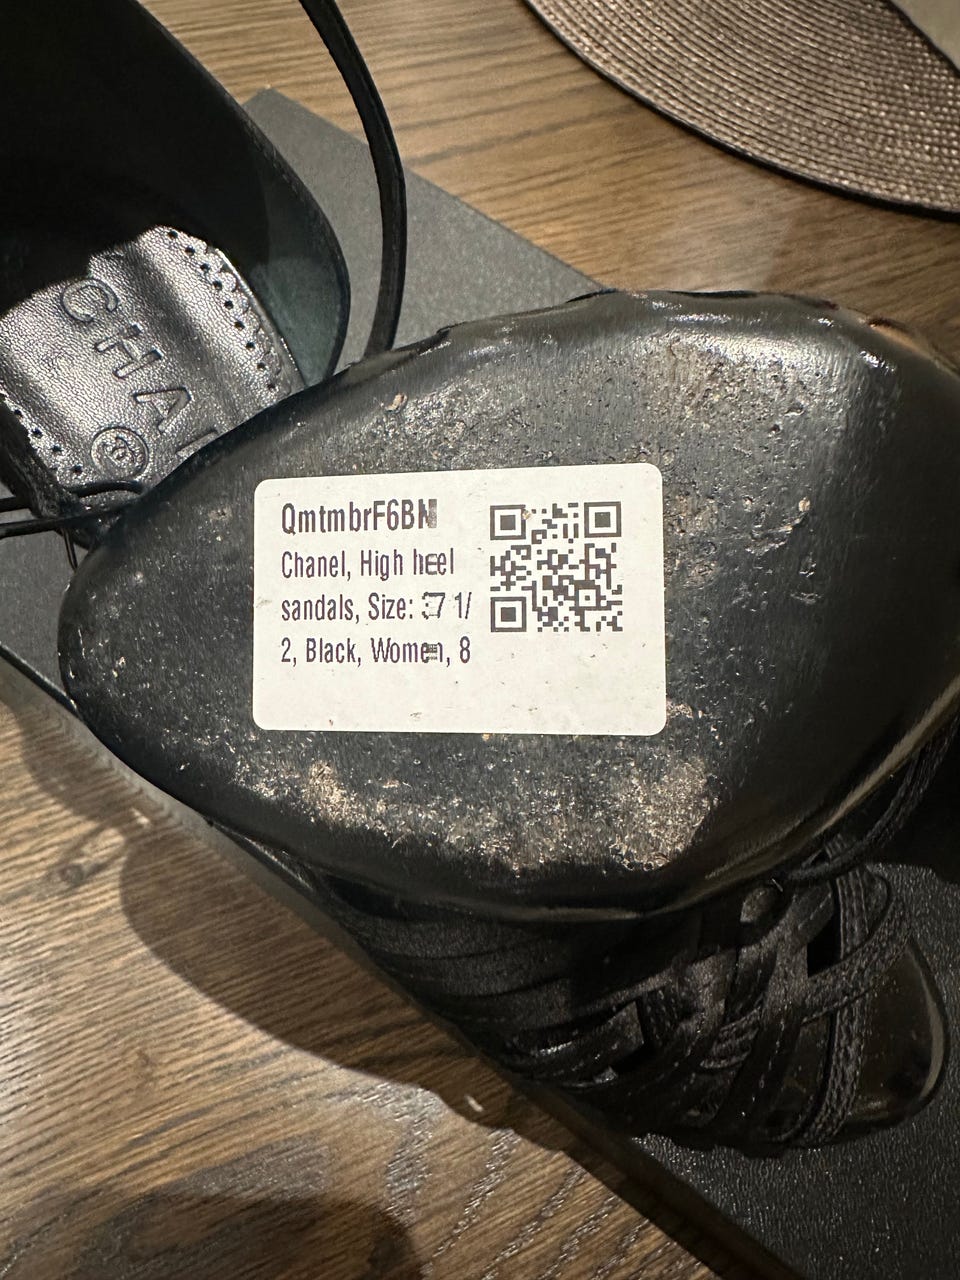 CHA
QmtmbrF6BN
Chanel, High heel
sandals, Size: 37 1/
2, Black, Women, 8